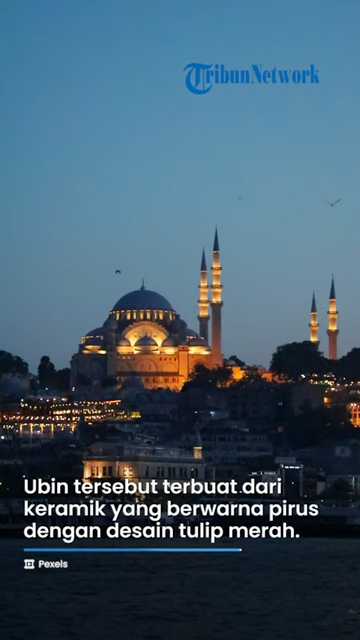 TribunNetwork
Ubin tersebut terbuat dari
keramik yang berwarna pirus
dengan desain tulip merah.
Pexels